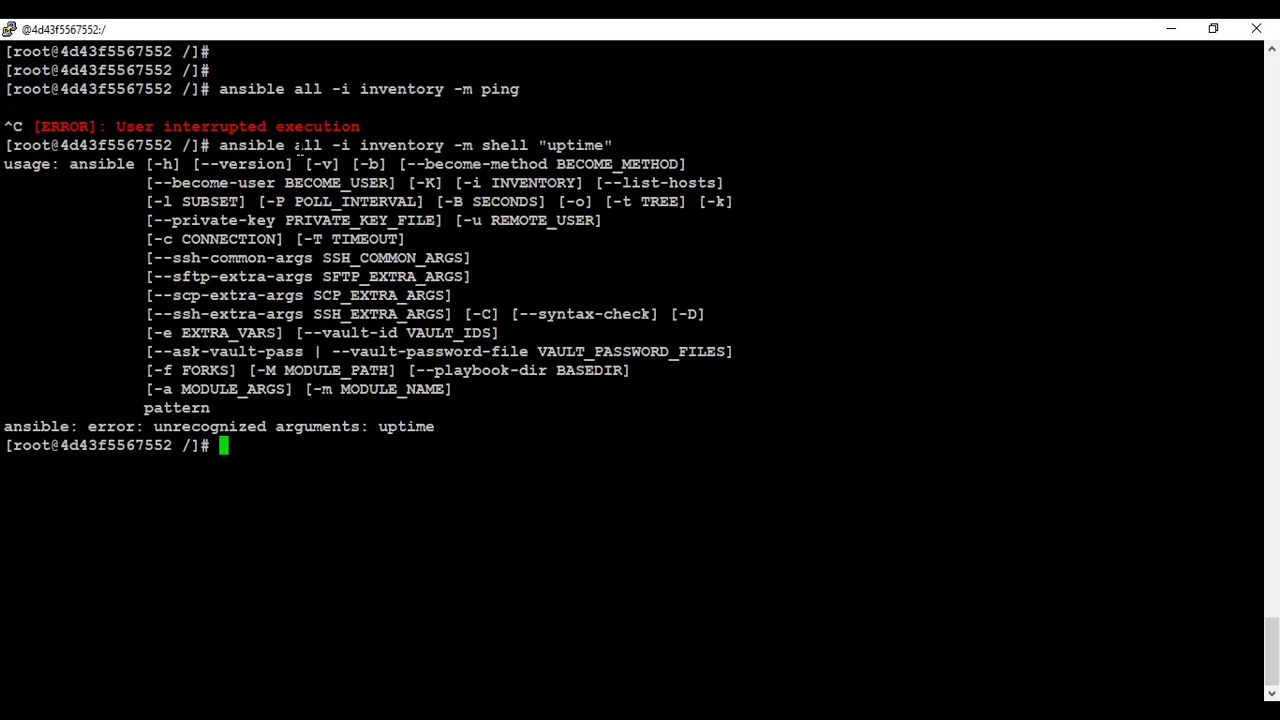 @4d43f5567552:/
[root@4d43f5567552 /]#
[root@4d43f5567552 /]#
[root@4d43f5567552 /]# ansible all -i inventory -m ping
^C [ERROR]: User interrupted execution
[root@4d43f5567552 /]# ansible all -i inventory -m shell "uptime"
usage: ansible [-h] [--version] [-v] [-b] [--become-method BECOME_METHOD]
[--become-user BECOME_USER] [-K] [-i INVENTORY] [--list-hosts]
[-l SUBSET] [-P POLL_INTERVAL] [-B SECONDS] [-o] [-t TREE] [-k]
[--private-key PRIVATE_KEY_FILE] [-u REMOTE_USER]
[-c CONNECTION] [-T TIMEOUT]
[--ssh-common-args SSH_COMMON_ARGS]
[--sftp-extra-args SFTP_EXTRA_ARGS]
[--scp-extra-args SCP_EXTRA_ARGS]
[--ssh-extra-args SSH_EXTRA_ARGS] [-C] [--syntax-check] [-D]
[-e EXTRA_VARS] [--vault-id VAULT_IDS]
[--ask-vault-pass | --vault-password-file VAULT_PASSWORD_FILES]
[-f FORKS] [-M MODULE_PATH] [--playbook-dir BASEDIR]
[-a MODULE_ARGS] [-m MODULE_NAME]
pattern
ansible: error: unrecognized arguments: uptime
[root@4d43f5567552 /]#